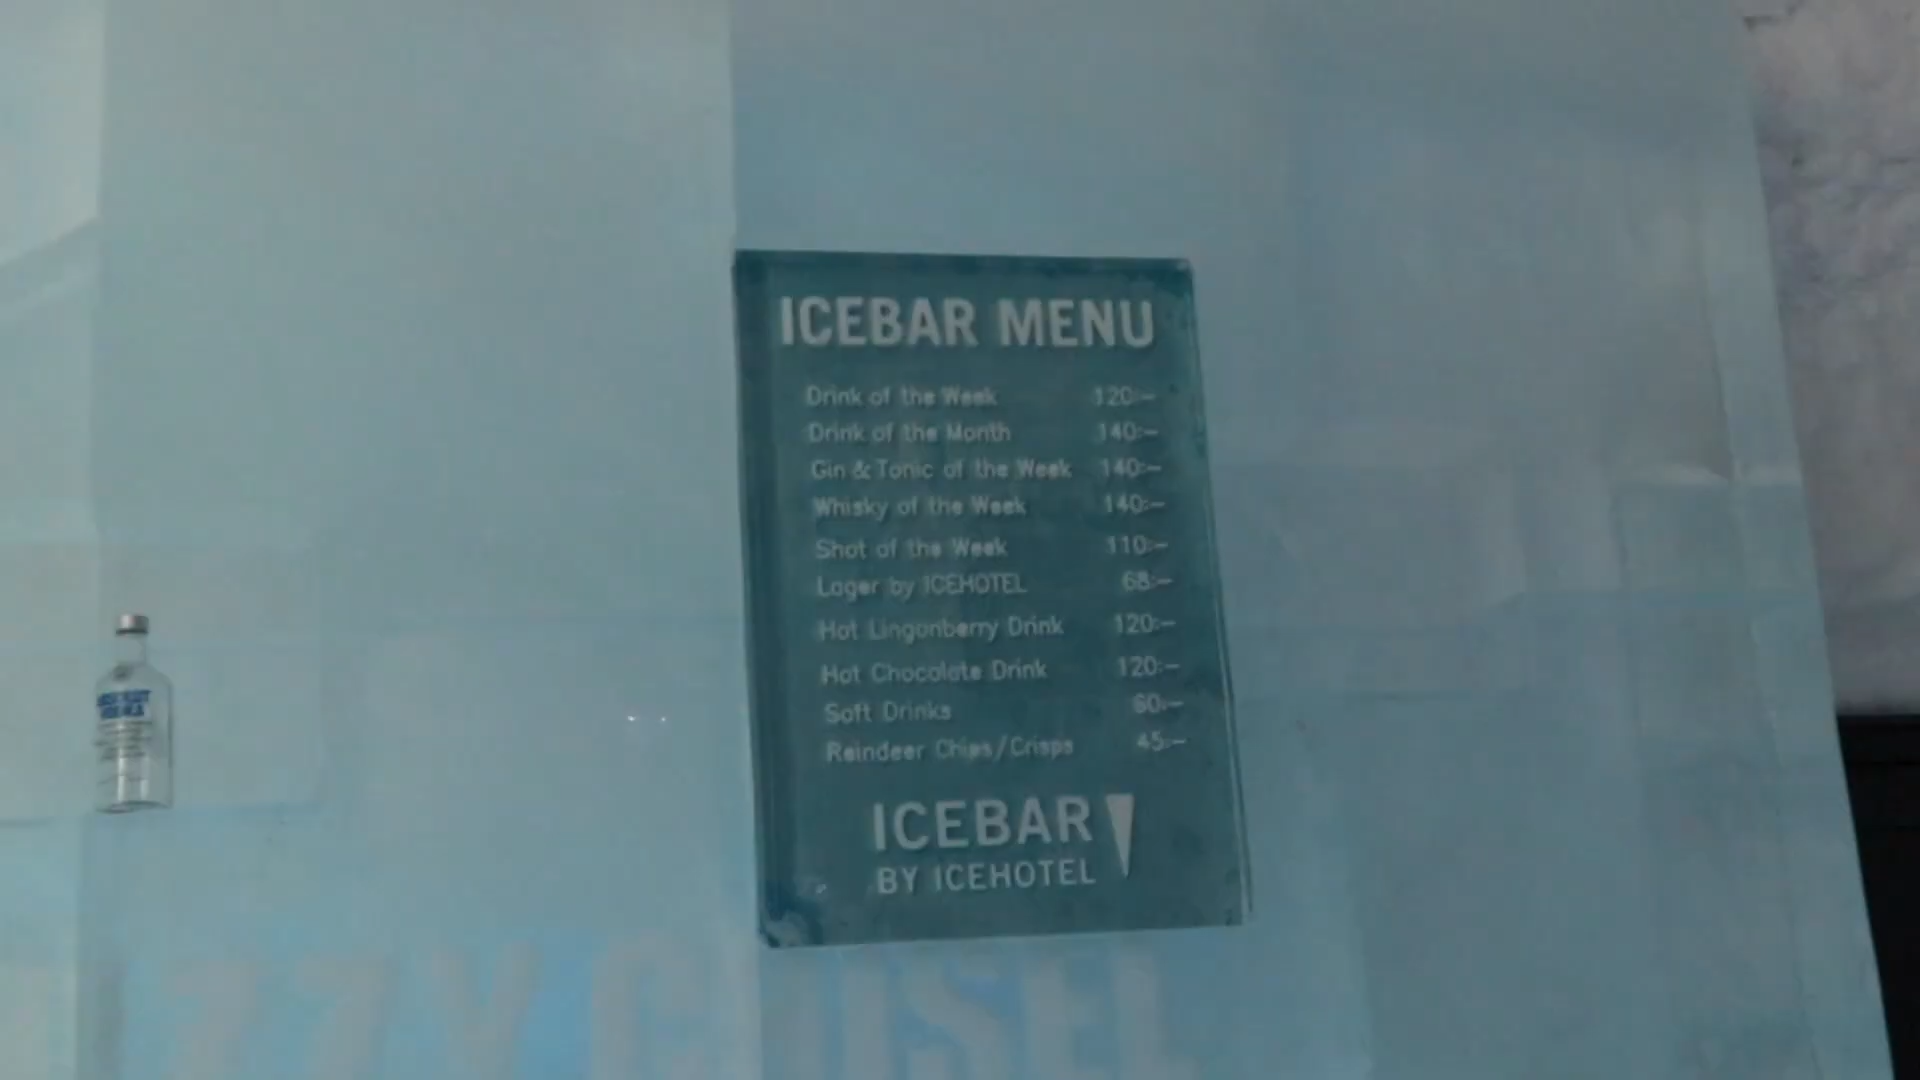 ICEBAR MENU
Drink of the Week 120:-
Drink of the Month 140:-
Gin & Tonic of the Week 140:-
Whisky of the Week 140:-
Shot of the Week 110:-
Lager by ICEHOTEL 68:-
Hot Lingonberry Drink 120:-
Hot Chocolate Drink 120:-
Soft Drinks 60:-
Reindeer Chips/Crisps 45:-
ICEBAR
BY ICEHOTEL